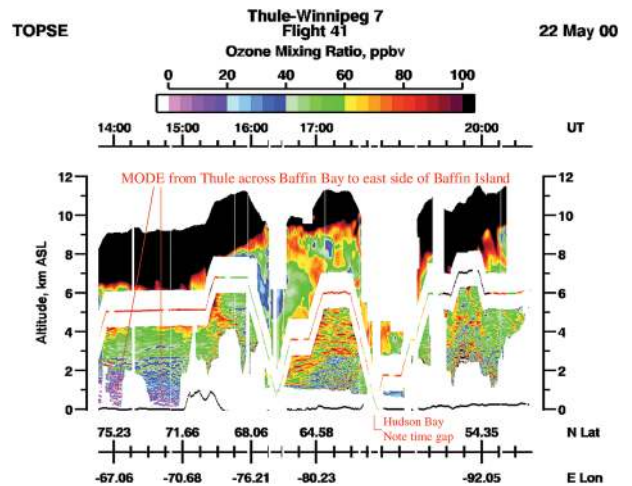 TOPSE
Thule-Winnipeg 7
Flight 41
22 May 00
Ozone Mixing Ratio, ppbv
0 20 40 60 80 100
14:00 15:00 16:00 17:00 20:00 UT
MODE from Thule across Baffin Bay to east side of Baffin Island
Altitude, km ASL
12 12
10 10
8 8
6 6
4 4
2 2
0 0
Hudson Bay
Note time gap
75.23 71.66 68.06 64.58 54.35 N Lat
-67.06 -70.68 -76.21 -80.23 -92.05 E Lon